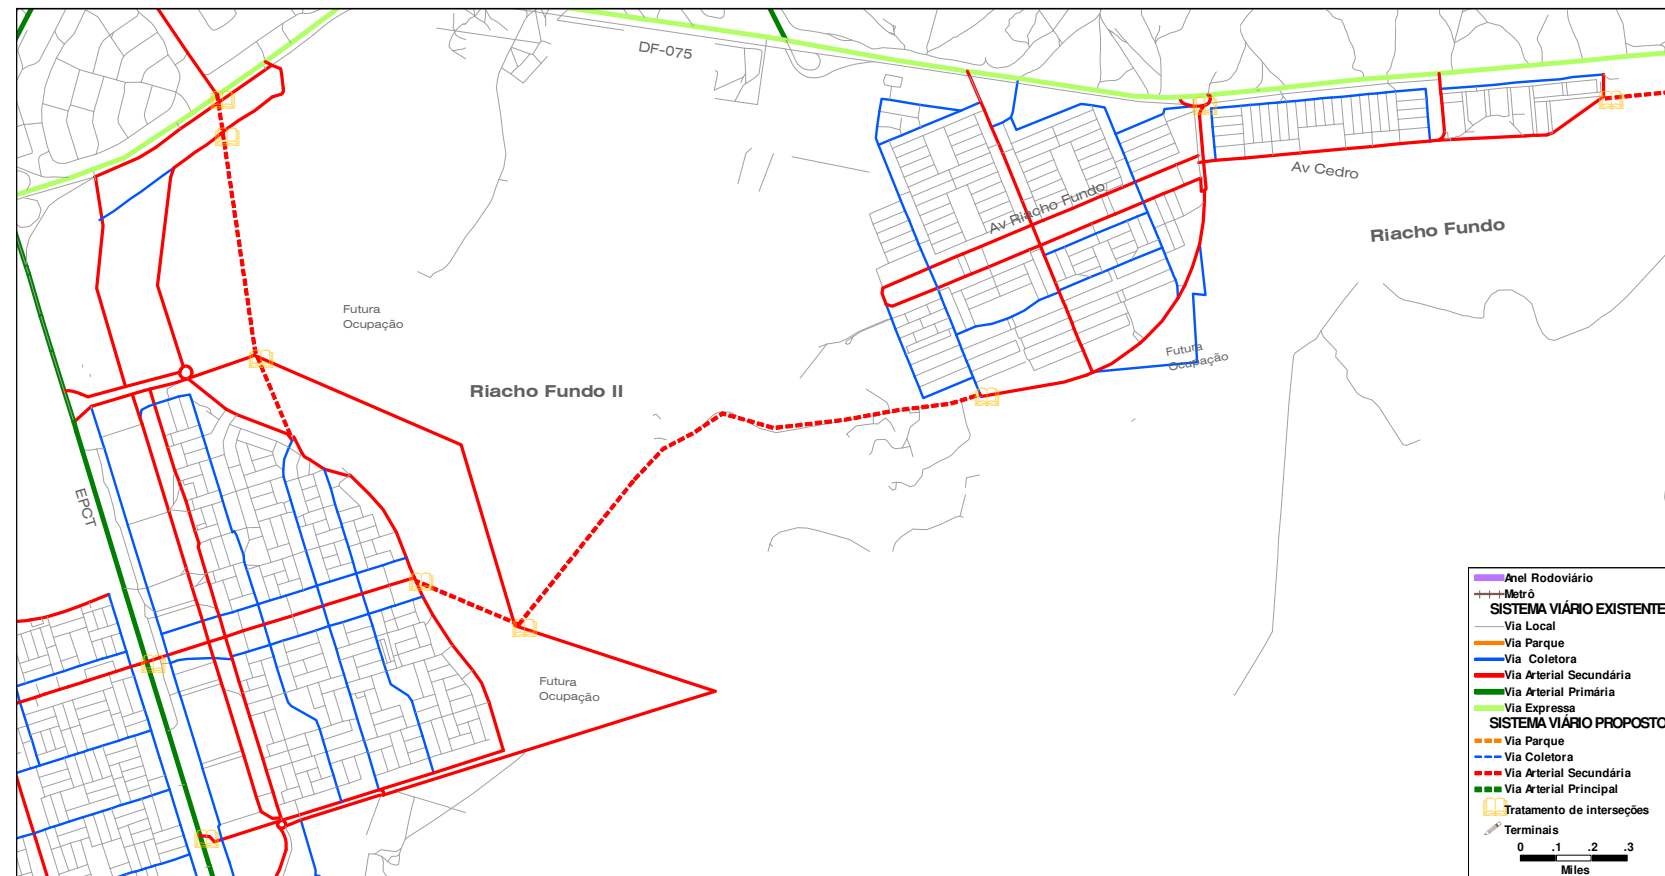 DF-075
Av Cedro
Av Riacho Fundo
Riacho Fundo
Futura
Ocupação
Futura
Ocupação
Riacho Fundo II
EPCT
Futura
Ocupação
Anel Rodoviário
Metrô
SISTEMA VIÁRIO EXISTENTE
Via Local
Via Parque
Via Coletora
Via Arterial Secundária
Via Arterial Primária
Via Expressa
SISTEMA VIÁRIO PROPOSTO
Via Parque
Via Coletora
Via Arterial Secundária
Via Arterial Principal
Tratamento de interseções
Terminais
0 .1 .2 .3
Miles